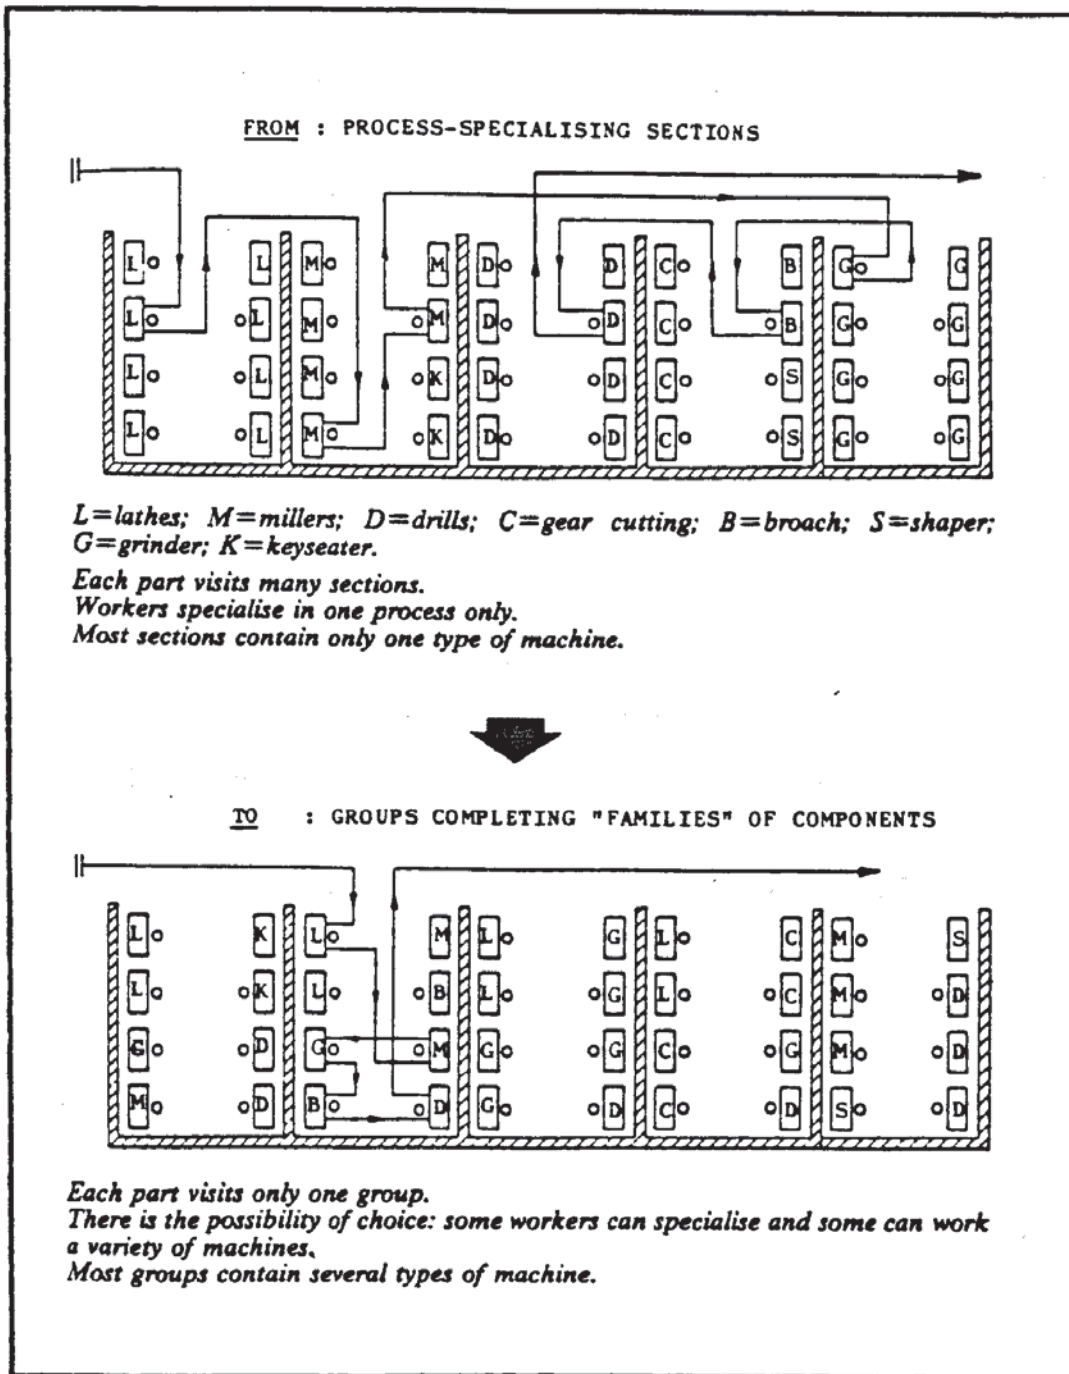 FROM : PROCESS-SPECIALISING SECTIONS
L L M M D D C B G G
L L M M D D C B G G
L L M K D D C S G G
L L M K D D C S G G
L=lathes; M=millers; D=drills; C=gear cutting; B=broach; S=shaper;
G=grinder; K=keyseater.
Each part visits many sections.
Workers specialise in one process only.
Most sections contain only one type of machine.
TO : GROUPS COMPLETING "FAMILIES" OF COMPONENTS
L K L M L G L C M S
L K L B L G L C M D
G D G M G G C G M D
M D B D G D C D S D
Each part visits only one group.
There is the possibility of choice: some workers can specialise and some can work
a variety of machines.
Most groups contain several types of machine.